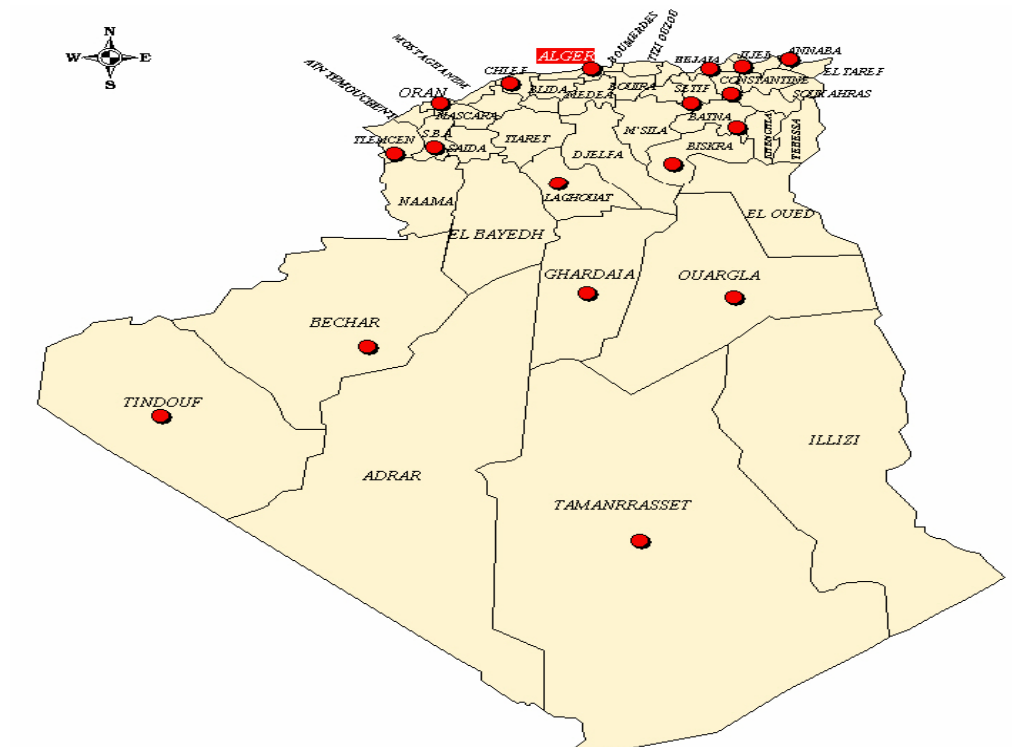 N
W E
S
ALGER
BOUMERDES
TIZI OUZOU
MOSTAGHANEM
AIN TEMOUCHENT
CHLEF
BEJAIA
JIJEL
ANNABA
EL TAREF
ORAN
BLIDA
MEDEA
BOUIRA
SETIF
CONSTANTINE
SOUK AHRAS
MASCARA
BATNA
TLEMCEN
S.B.A
SAIDA
TIARET
M'SILA
KHENCHLA
TEBESSA
DJELFA
BISKRA
NAAMA
LAGHOUAT
EL OUED
EL BAYEDH
GHARDAIA
OUARGLA
BECHAR
TINDOUF
ILLIZI
ADRAR
TAMANRRASSET